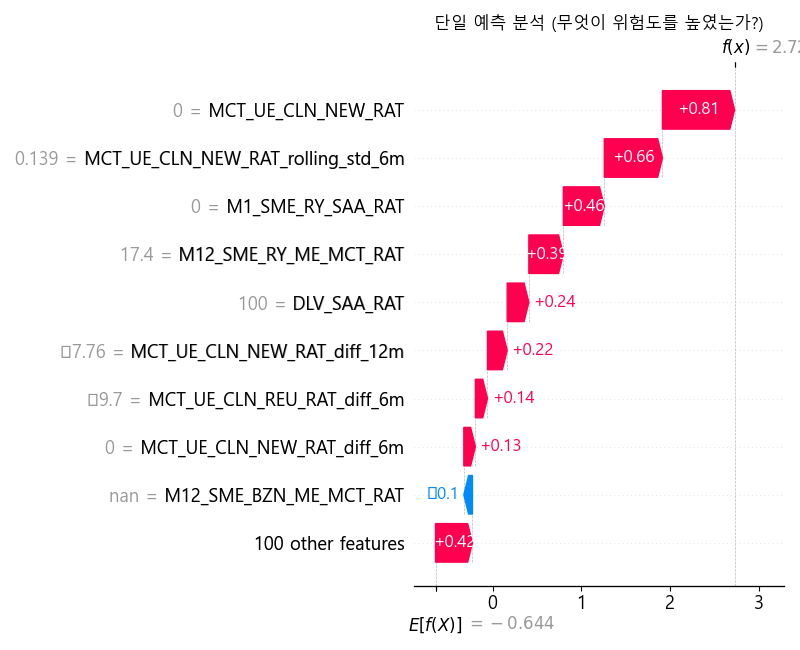 단일 예측 분석 (무엇이 위험도를 높였는가?)
f(x) = 2.72
0 = MCT_UE_CLN_NEW_RAT +0.81
0.139 = MCT_UE_CLN_NEW_RAT_rolling_std_6m +0.66
0 = M1_SME_RY_SAA_RAT +0.46
17.4 = M12_SME_RY_ME_MCT_RAT +0.39
100 = DLV_SAA_RAT +0.24
□7.76 = MCT_UE_CLN_NEW_RAT_diff_12m +0.22
□9.7 = MCT_UE_CLN_REU_RAT_diff_6m +0.14
0 = MCT_UE_CLN_NEW_RAT_diff_6m +0.13
nan = M12_SME_BZN_ME_MCT_RAT □0.1
100 other features +0.42
0 1 2 3
E[f(X)] = −0.644